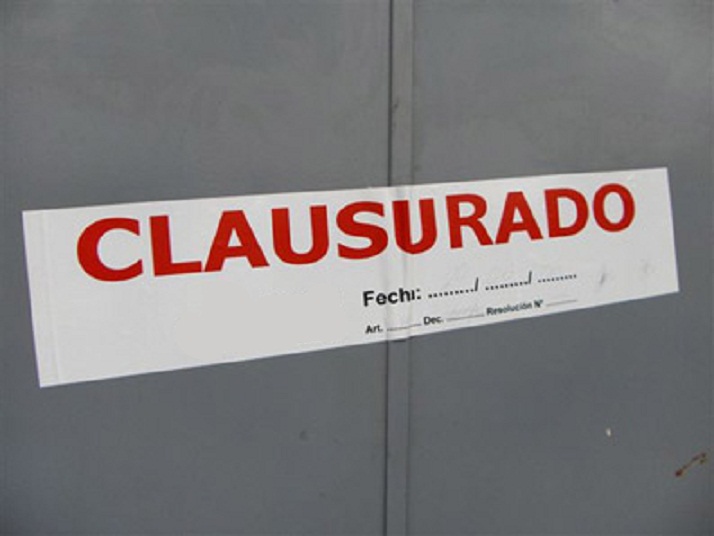 CLAUSURADO
Fecha: ........./ ........./ .........
Art. ......... Dec. ......... Resolución N° .........